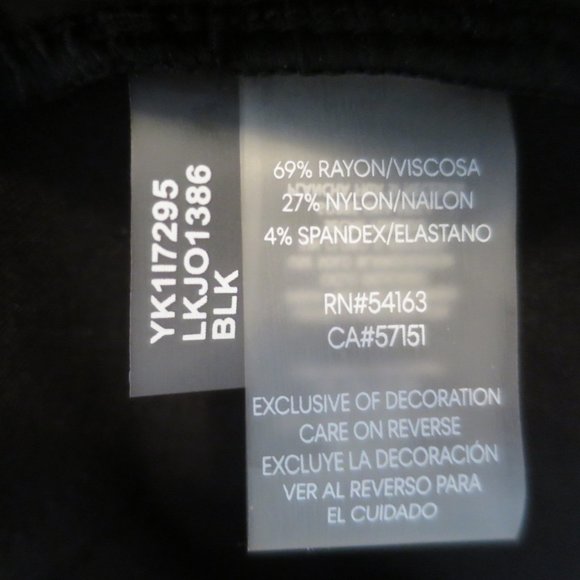 YK1I7295
LKJO1386
BLK
69% RAYON/VISCOSA
27% NYLON/NAILON
4% SPANDEX/ELASTANO
RN#54163
CA#57151
EXCLUSIVE OF DECORATION
CARE ON REVERSE
EXCLUYE LA DECORACIÓN
VER AL REVERSO PARA
EL CUIDADO